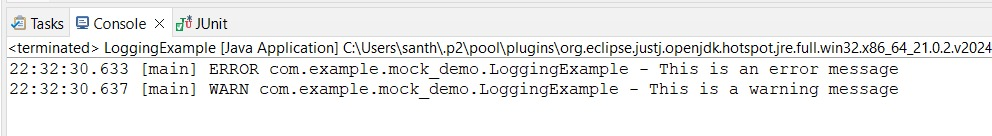 Tasks Console JUnit
<terminated> LoggingExample [Java Application] C:\Users\santh\.p2\pool\plugins\org.eclipse.justj.openjdk.hotspot.jre.full.win32.x86_64_21.0.2.v2024
22:32:30.633 [main] ERROR com.example.mock_demo.LoggingExample - This is an error message
22:32:30.637 [main] WARN com.example.mock_demo.LoggingExample - This is a warning message